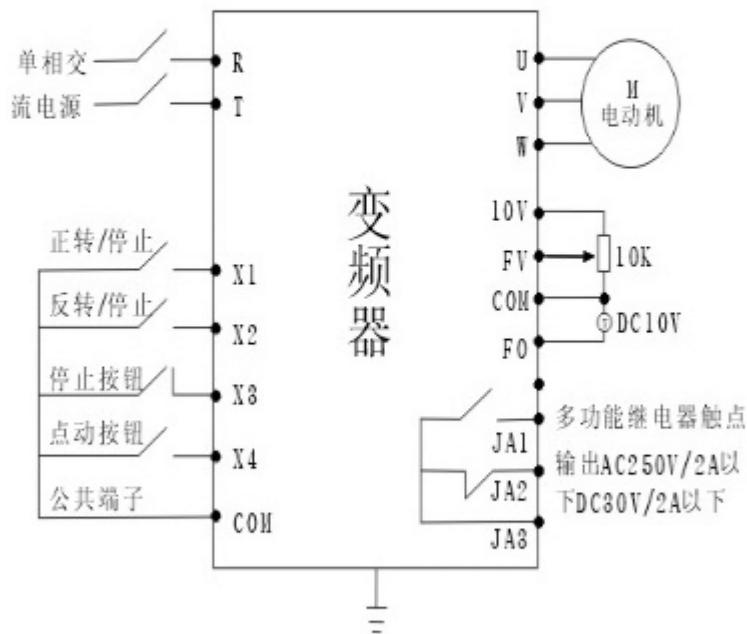 单相交
流电源
R
T
正转/停止
X1
反转/停止
X2
停止按钮
X3
点动按钮
X4
公共端子
COM
变频器
U
V
W
M
电动机
10V
FV
10K
COM
DC10V
FO
JA1
多功能继电器触点
JA2
输出AC250V/2A以
下DC30V/2A以下
JA3